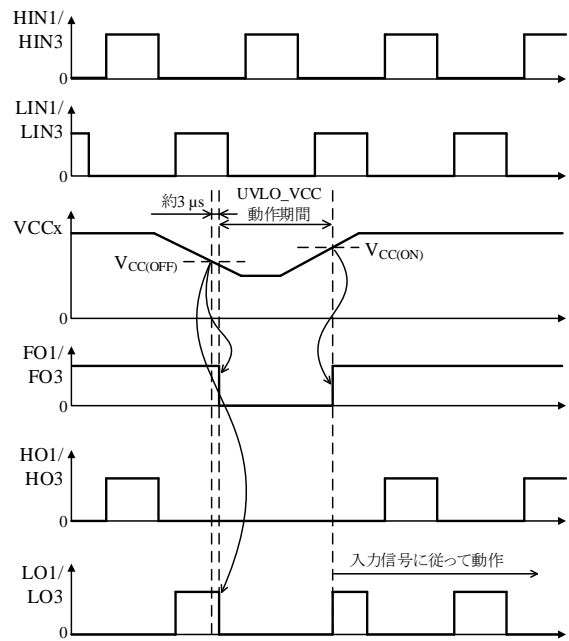 HIN1/
HIN3
0
LIN1/
LIN3
0
約3 µs
UVLO_VCC
動作期間
VCCx
VCC(OFF)
VCC(ON)
0
FO1/
FO3
0
HO1/
HO3
0
LO1/
LO3
入力信号に従って動作
0